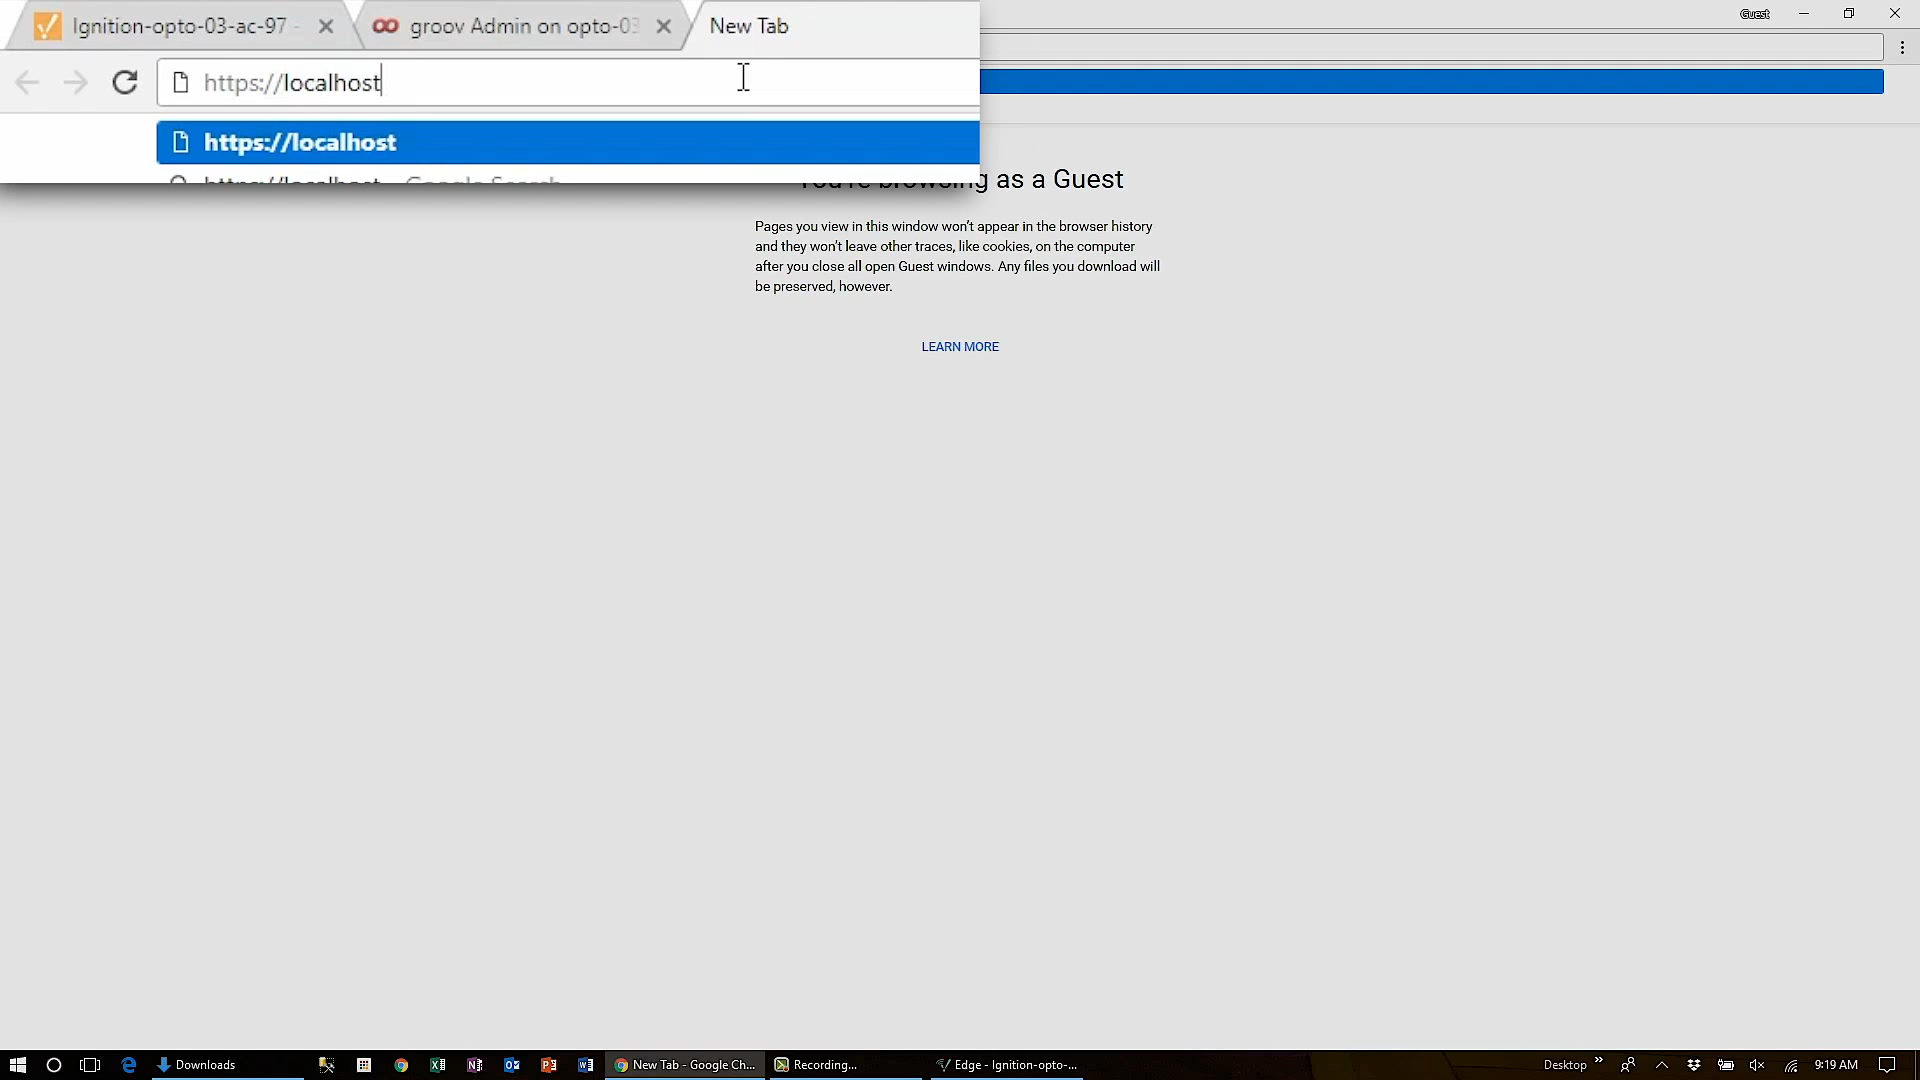 Ignition-opto-03-ac-97 -
groov Admin on opto-03
New Tab
Guest
https://localhost
https://localhost
https://localhost - Google Search
You're browsing as a Guest
Pages you view in this window won't appear in the browser history
and they won't leave other traces, like cookies, on the computer
after you close all open Guest windows. Any files you download will
be preserved, however.
LEARN MORE
Downloads
New Tab - Google Ch...
Recording...
Edge - Ignition-opto-...
Desktop
9:19 AM